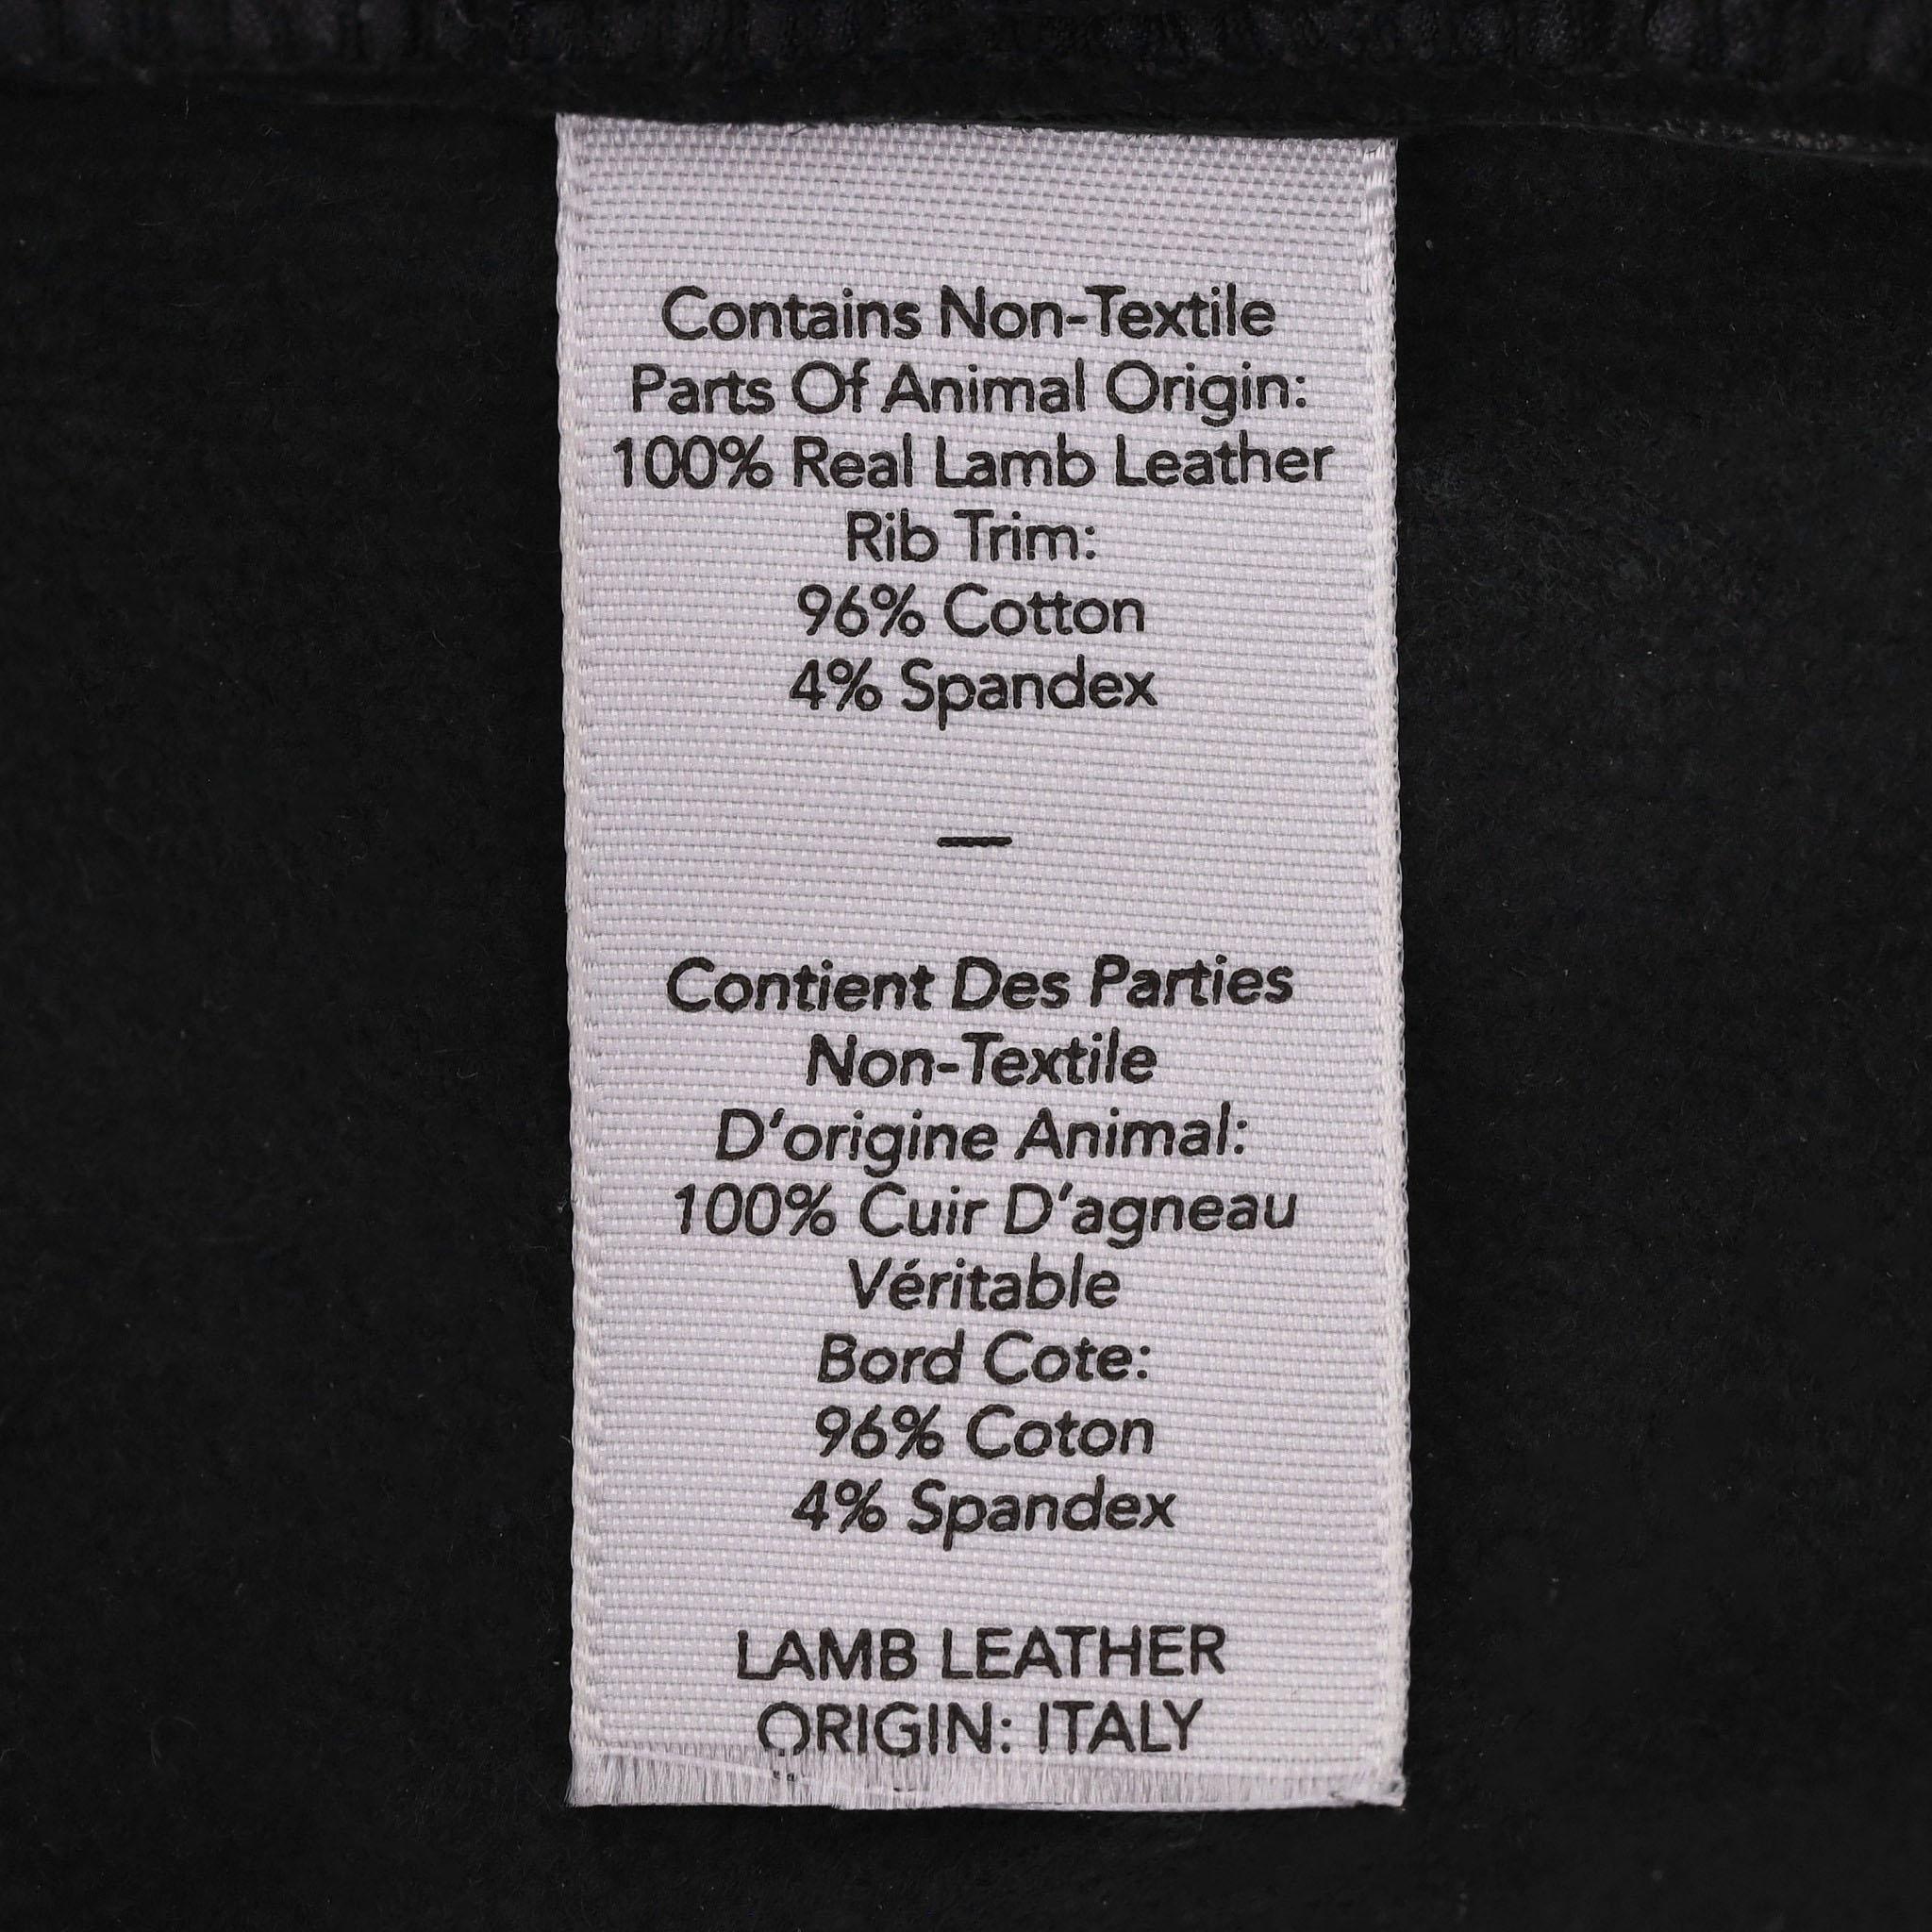 Contains Non-Textile
Parts Of Animal Origin:
100% Real Lamb Leather
Rib Trim:
96% Cotton
4% Spandex
—
Contient Des Parties
Non-Textile
D'origine Animal:
100% Cuir D'agneau
Véritable
Bord Cote:
96% Coton
4% Spandex
LAMB LEATHER
ORIGIN: ITALY